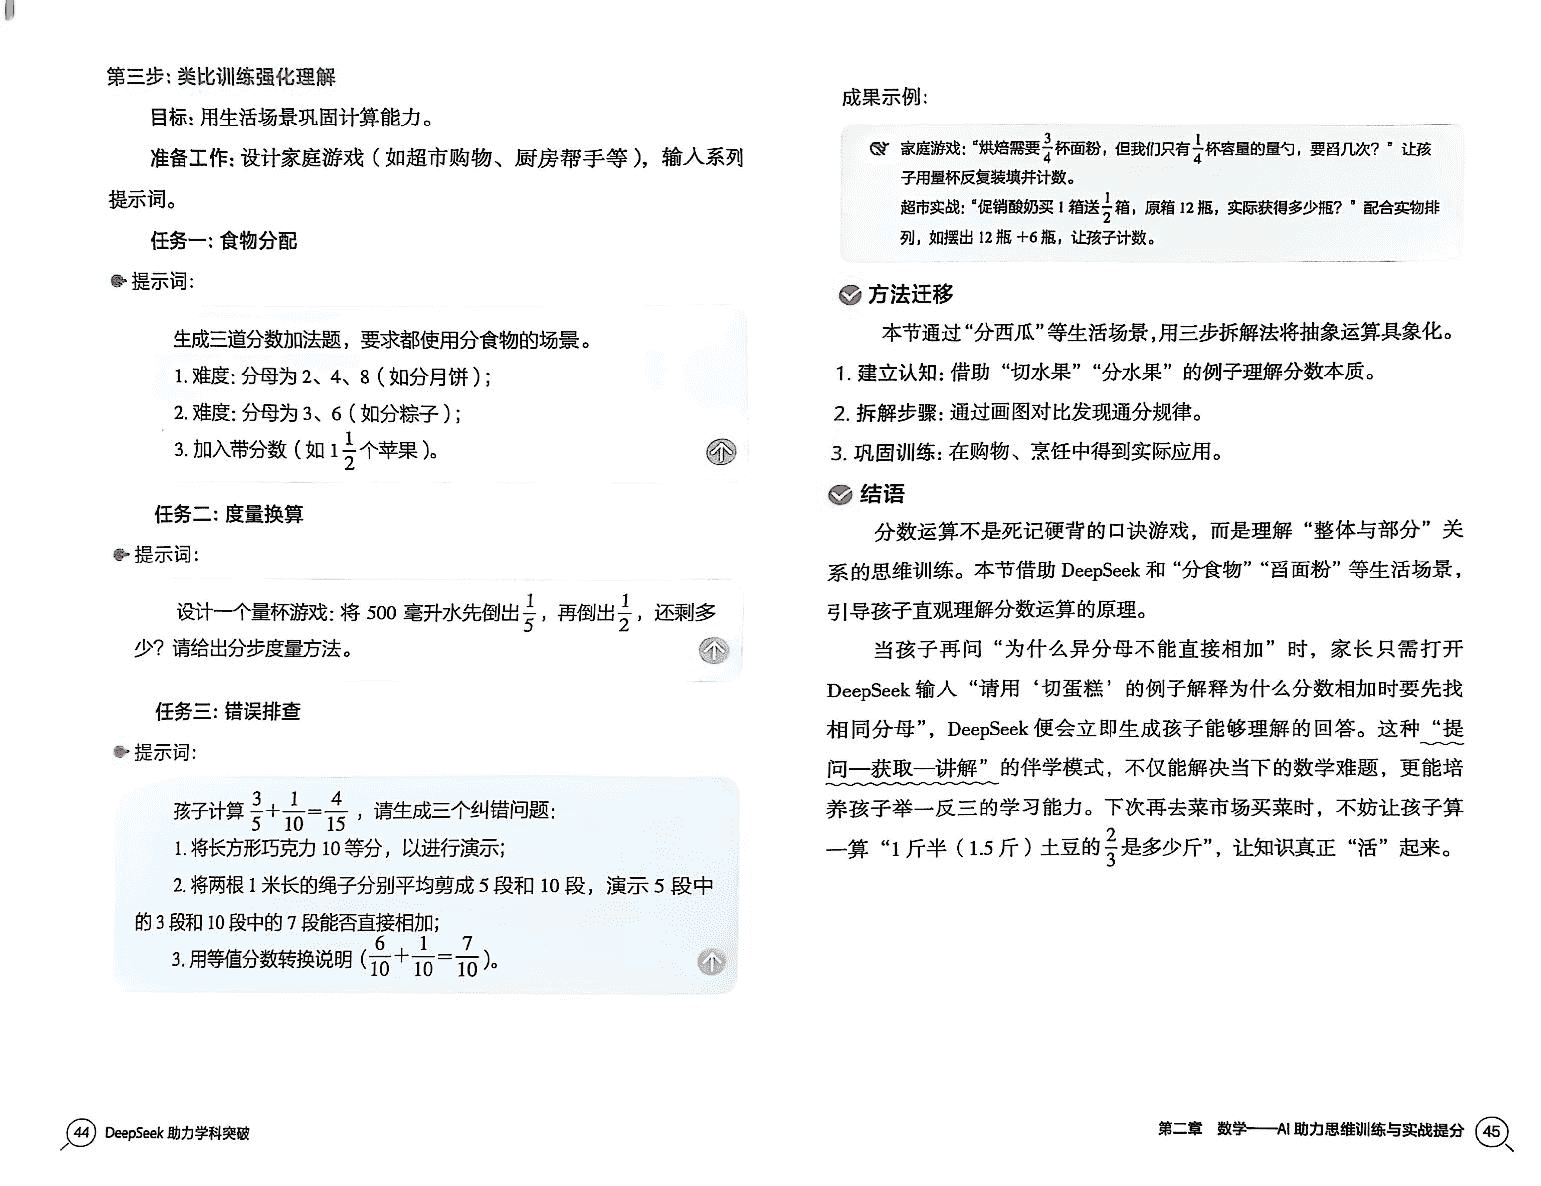 第三步：类比训练强化理解
目标：用生活场景巩固计算能力。
准备工作：设计家庭游戏（如超市购物、厨房帮手等），输入系列
提示词。
任务一：食物分配
提示词：
生成三道分数加法题，要求都使用分食物的场景。
1. 难度：分母为 2、4、8（如分月饼）；
2. 难度：分母为 3、6（如分粽子）；
3. 加入带分数（如 1 1/2 个苹果）。
任务二：度量换算
提示词：
设计一个量杯游戏：将 500 毫升水先倒出 1/5，再倒出 1/2，还剩多
少？请给出分步度量方法。
任务三：错误排查
提示词：
孩子计算 3/5+1/10=4/15，请生成三个纠错问题：
1. 将长方形巧克力 10 等分，以进行演示；
2. 将两根 1 米长的绳子分别平均剪成 5 段和 10 段，演示 5 段中
的 3 段和 10 段中的 7 段能否直接相加；
3. 用等值分数转换说明（6/10+1/10=7/10）。
44 DeepSeek 助力学科突破
成果示例：
家庭游戏：“烘焙需要 3/4 杯面粉，但我们只有 1/4 杯容量的量勺，要舀几次？”让孩
子用量杯反复装填并计数。
超市实战：“促销酸奶买 1 箱送 1/2 箱，原箱 12 瓶，实际获得多少瓶？”配合实物排
列，如摆出 12 瓶 +6 瓶，让孩子计数。
方法迁移
本节通过“分西瓜”等生活场景，用三步拆解法将抽象运算具象化。
1. 建立认知：借助“切水果”“分水果”的例子理解分数本质。
2. 拆解步骤：通过画图对比发现通分规律。
3. 巩固训练：在购物、烹饪中得到实际应用。
结语
分数运算不是死记硬背的口诀游戏，而是理解“整体与部分”关
系的思维训练。本节借助 DeepSeek 和“分食物”“舀面粉”等生活场景，
引导孩子直观理解分数运算的原理。
当孩子再问“为什么异分母不能直接相加”时，家长只需打开
DeepSeek 输入“请用‘切蛋糕’的例子解释为什么分数相加时要先找
相同分母”，DeepSeek 便会立即生成孩子能够理解的回答。这种“提
问—获取—讲解”的伴学模式，不仅能解决当下的数学难题，更能培
养孩子举一反三的学习能力。下次再去菜市场买菜时，不妨让孩子算
一算“1 斤半（1.5 斤）土豆的 2/3 是多少斤”，让知识真正“活”起来。
第二章 数学——AI 助力思维训练与实战提分 45